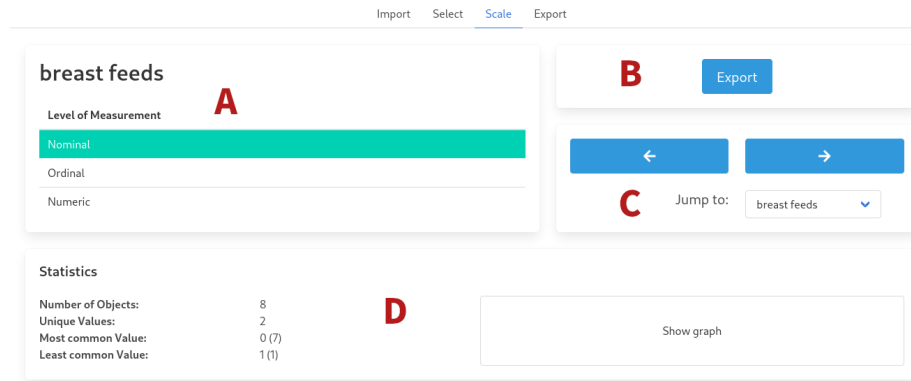 Import Select Scale Export
breast feeds
A
Level of Measurement
Nominal
Ordinal
Numeric
B
Export
← →
C
Jump to: breast feeds
Statistics
Number of Objects: 8
Unique Values: 2
Most common Value: 0 (7)
Least common Value: 1 (1)
D
Show graph